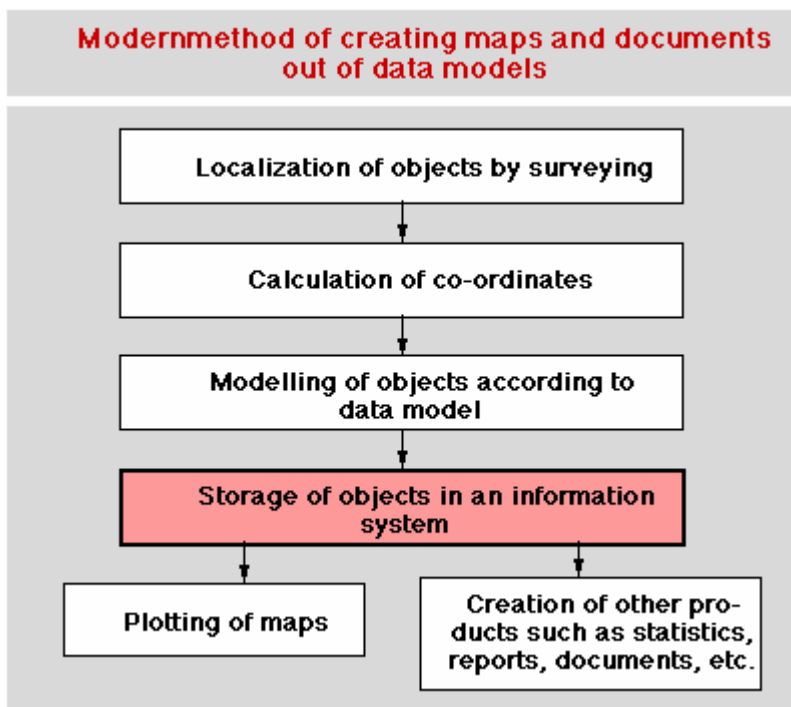 Modernmethod of creating maps and documents
out of data models
Localization of objects by surveying
Calculation of co-ordinates
Modelling of objects according to
data model
Storage of objects in an information
system
Plotting of maps
Creation of other pro-
ducts such as statistics,
reports, documents, etc.